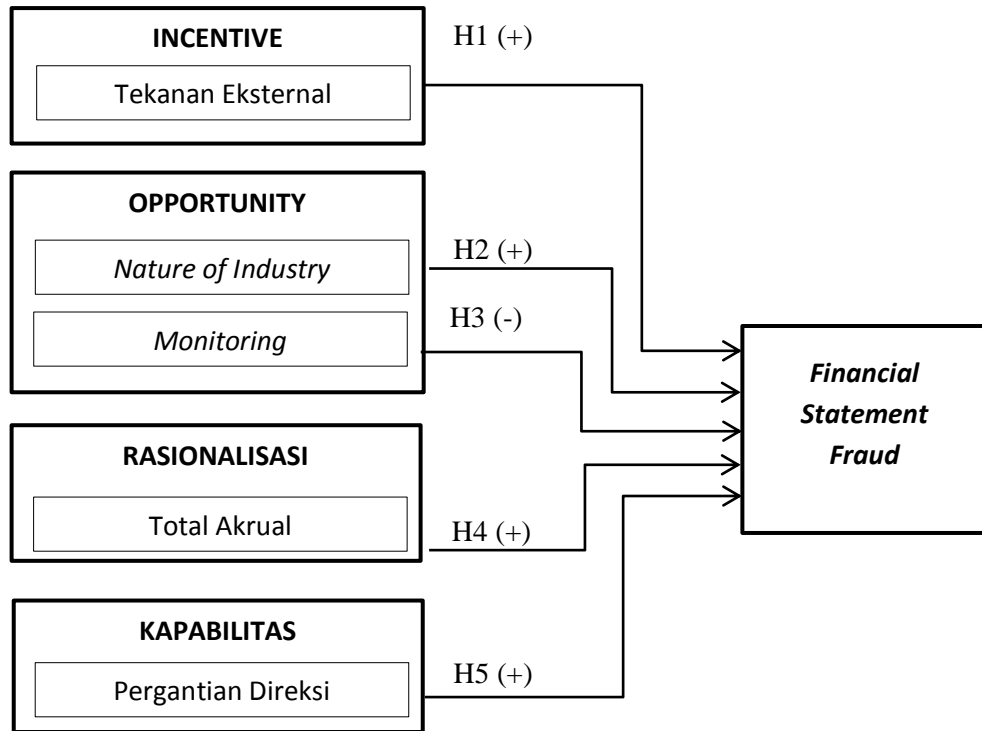 INCENTIVE
Tekanan Eksternal
H1 (+)
OPPORTUNITY
Nature of Industry
H2 (+)
Monitoring
H3 (-)
RASIONALISASI
Total Akrual
H4 (+)
KAPABILITAS
Pergantian Direksi
H5 (+)
Financial
Statement
Fraud